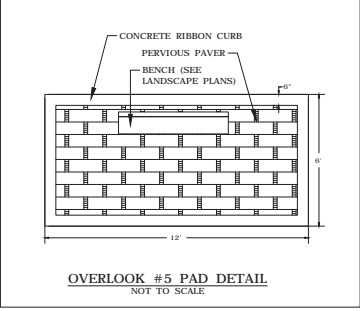 CONCRETE RIBBON CURB
PERVIOUS PAVER
BENCH (SEE
LANDSCAPE PLANS)
6"
6'
12'
OVERLOOK #5 PAD DETAIL
NOT TO SCALE